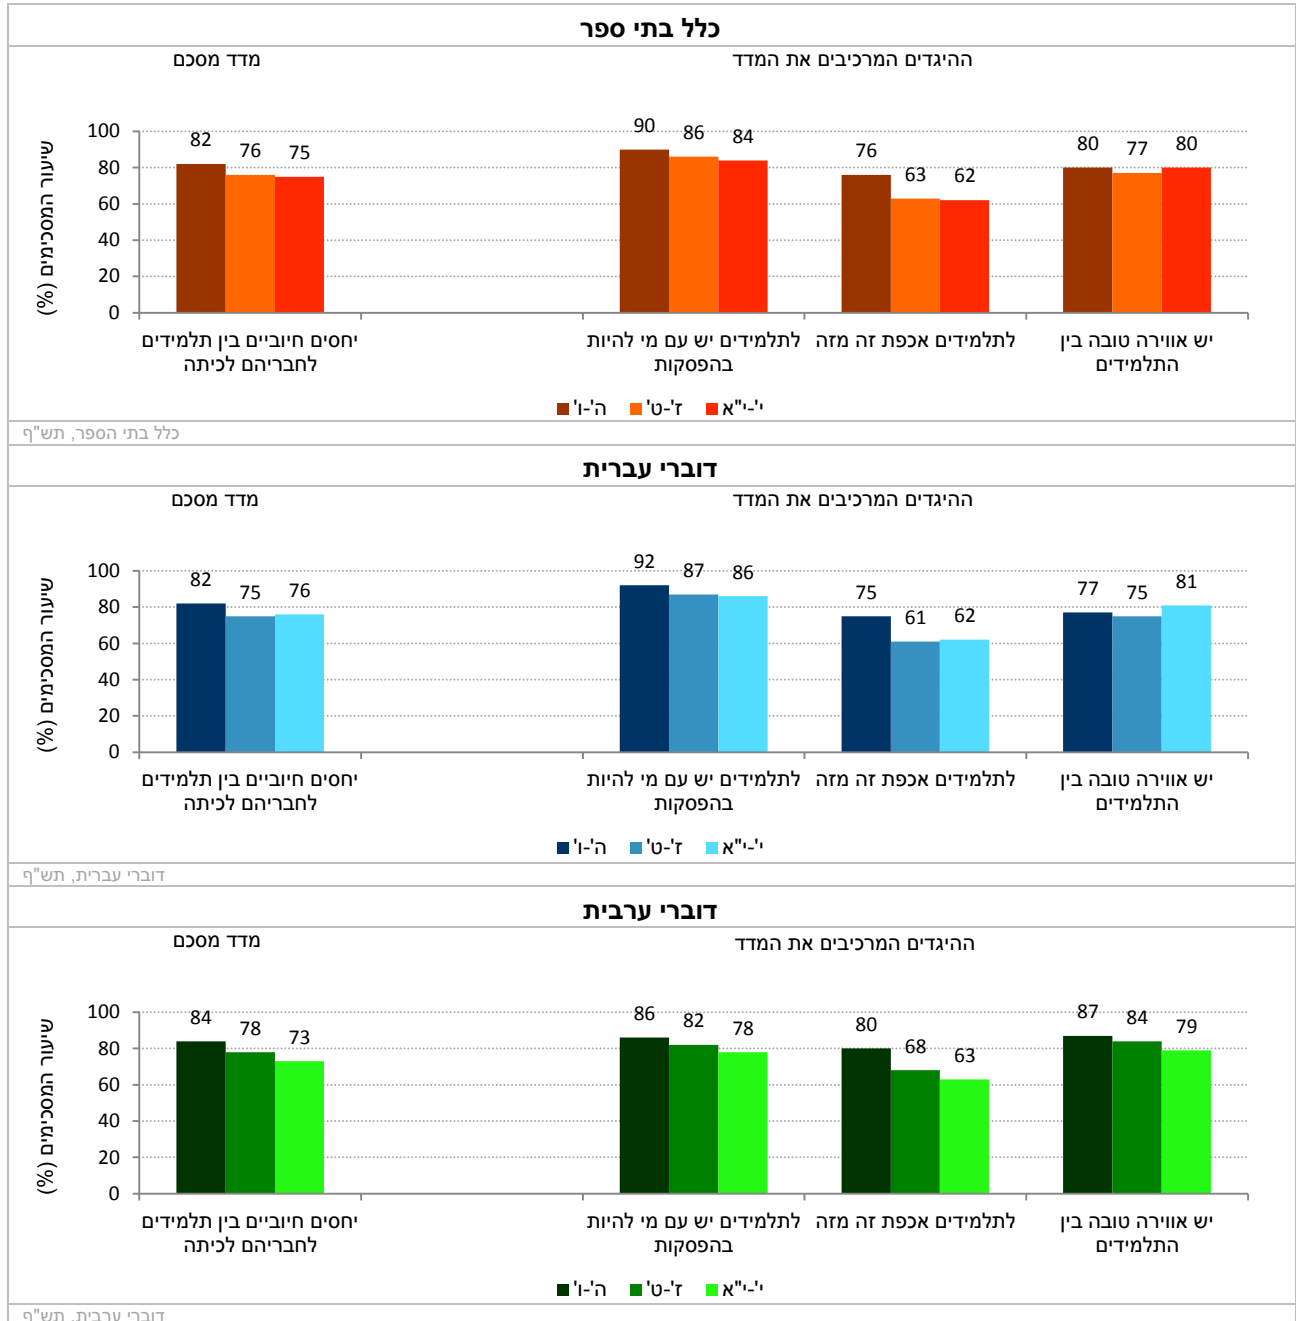 כלל בתי ספר
ההיגדים המרכיבים את המדד
מדד מסכם
שיעור המסכימים (%)
100
80
60
40
20
0
82
76
75
90
86
84
76
63
62
80
77
80
יחסים חיוביים בין תלמידים
לחבריהם לכיתה
לתלמידים יש עם מי להיות
בהפסקות
לתלמידים אכפת זה מזה
יש אווירה טובה בין
התלמידים
ה'-ו'
ז'-ט'
י'-י"א
כלל בתי הספר, תש"ף
דוברי עברית
ההיגדים המרכיבים את המדד
מדד מסכם
שיעור המסכימים (%)
100
80
60
40
20
0
82
75
76
92
87
86
75
61
62
77
75
81
יחסים חיוביים בין תלמידים
לחבריהם לכיתה
לתלמידים יש עם מי להיות
בהפסקות
לתלמידים אכפת זה מזה
יש אווירה טובה בין
התלמידים
ה'-ו'
ז'-ט'
י'-י"א
דוברי עברית, תש"ף
דוברי ערבית
ההיגדים המרכיבים את המדד
מדד מסכם
שיעור המסכימים (%)
100
80
60
40
20
0
84
78
73
86
82
78
80
68
63
87
84
79
יחסים חיוביים בין תלמידים
לחבריהם לכיתה
לתלמידים יש עם מי להיות
בהפסקות
לתלמידים אכפת זה מזה
יש אווירה טובה בין
התלמידים
ה'-ו'
ז'-ט'
י'-י"א
דוברי ערבית, תש"ף